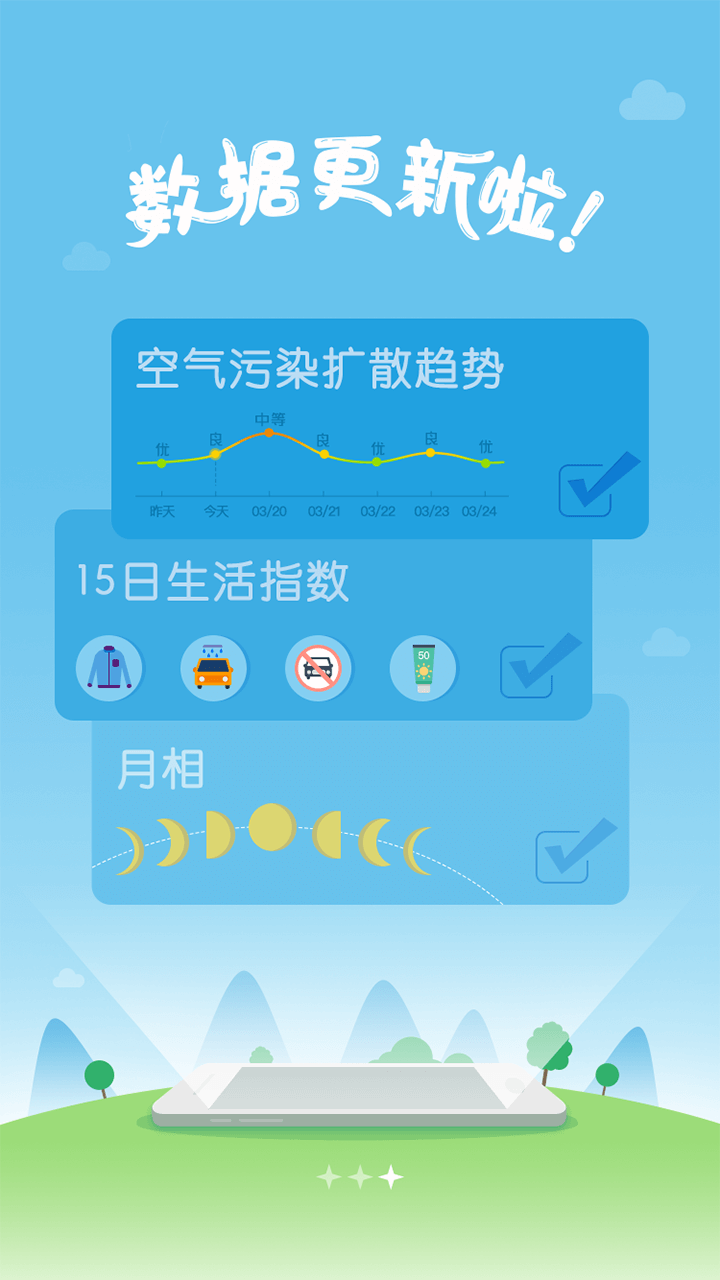 数据更新啦!
空气污染扩散趋势
优 良 中等 良 优 良 优
昨天 今天 03/20 03/21 03/22 03/23 03/24
15日生活指数
50
月相